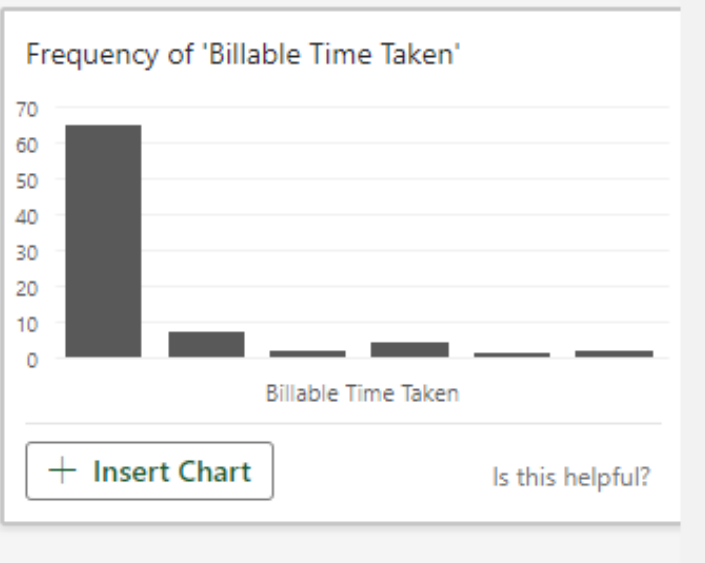 Frequency of 'Billable Time Taken'
70
60
50
40
30
20
10
0
Billable Time Taken
+ Insert Chart
Is this helpful?